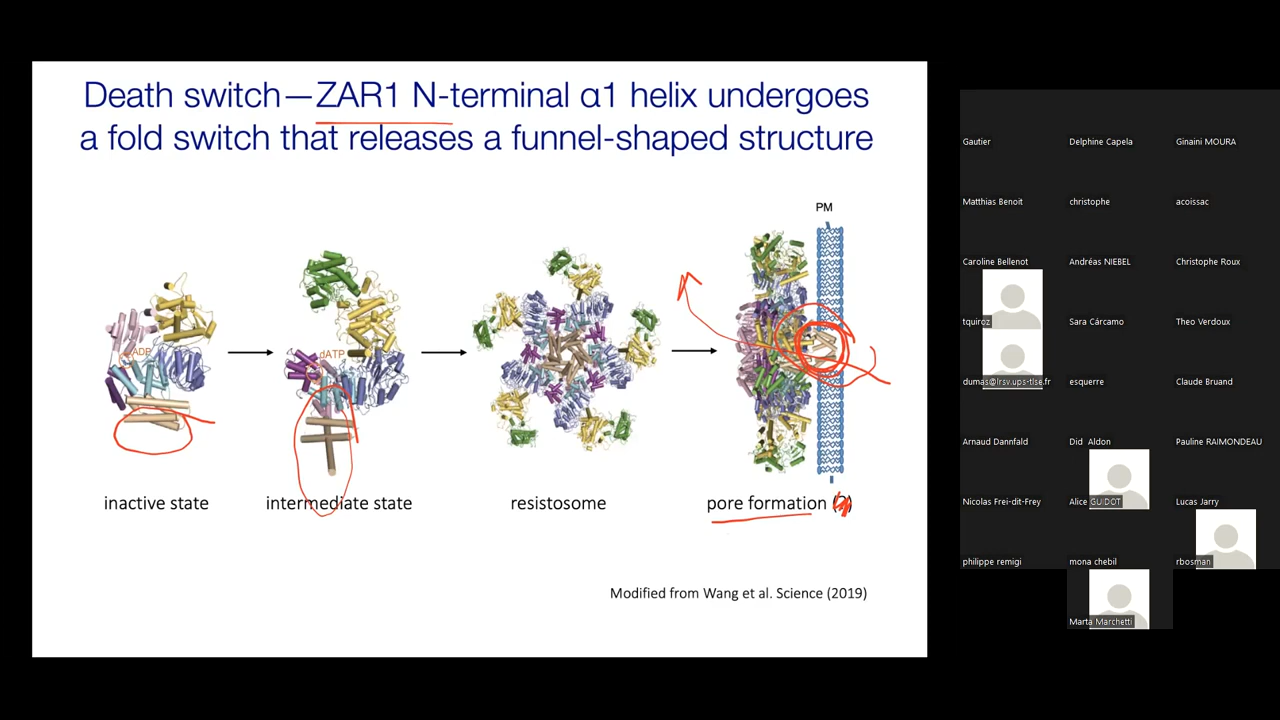 Death switch—ZAR1 N-terminal α1 helix undergoes
a fold switch that releases a funnel-shaped structure
PM
ADP
dATP
inactive state
intermediate state
resistosome
pore formation (?)
Modified from Wang et al. Science (2019)
Gautier
Delphine Capela
Ginaini MOURA
Matthias Benoit
christophe
acoissac
Caroline Bellenot
Andréas NIEBEL
Christophe Roux
tquiroz
Sara Cárcamo
Theo Verdoux
dumas@lrsv.ups-tlse.fr
esquerre
Claude Bruand
Arnaud Dannfald
Did Aldon
Pauline RAIMONDEAU
Nicolas Frei-dit-Frey
Alice GUIDOT
Lucas Jarry
philippe remigi
mona chebil
rbosman
Marta Marchetti